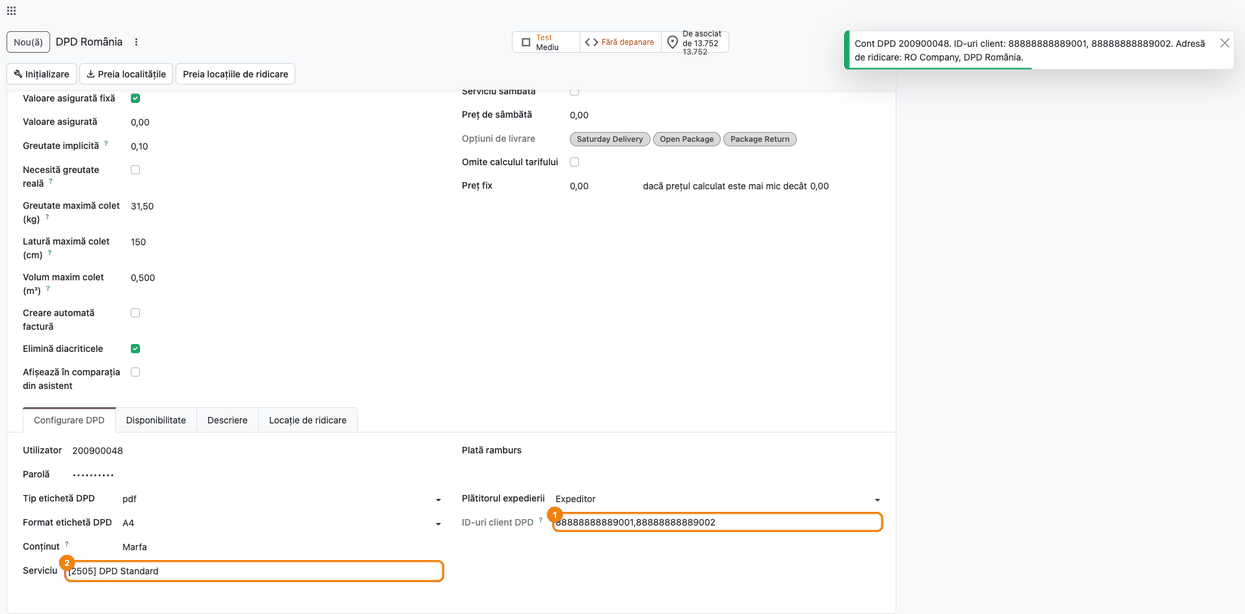 Nou(ă)
DPD România
Test
Mediu
Fără depanare
De asociat
de 13.752
13.752
Cont DPD 200900048. ID-uri client: 88888888889001, 88888888889002. Adresă
de ridicare: RO Company, DPD România.
Inițializare
Preia localitățile
Preia locațiile de ridicare
Valoare asigurată fixă
Valoare asigurată
0,00
Greutate implicită ?
0,10
Necesită greutate
reală ?
Greutate maximă colet
(kg) ?
31,50
Latură maximă colet
(cm) ?
150
Volum maxim colet
(m³) ?
0,500
Creare automată
factură
Elimină diacriticele
Afișează în comparația
din asistent
Serviciu sâmbăta
Preț de sâmbătă
0,00
Opțiuni de livrare
Saturday Delivery
Open Package
Package Return
Omite calculul tarifului
Preț fix
0,00
dacă prețul calculat este mai mic decât 0,00
Configurare DPD
Disponibilitate
Descriere
Locație de ridicare
Utilizator
200900048
Parolă
••••••••••
Tip etichetă DPD
pdf
Format etichetă DPD
A4
Conținut ?
Marfa
2
Serviciu
[2505] DPD Standard
Plată ramburs
Plătitorul expedierii
Expeditor
1
ID-uri client DPD ?
88888888889001,88888888889002